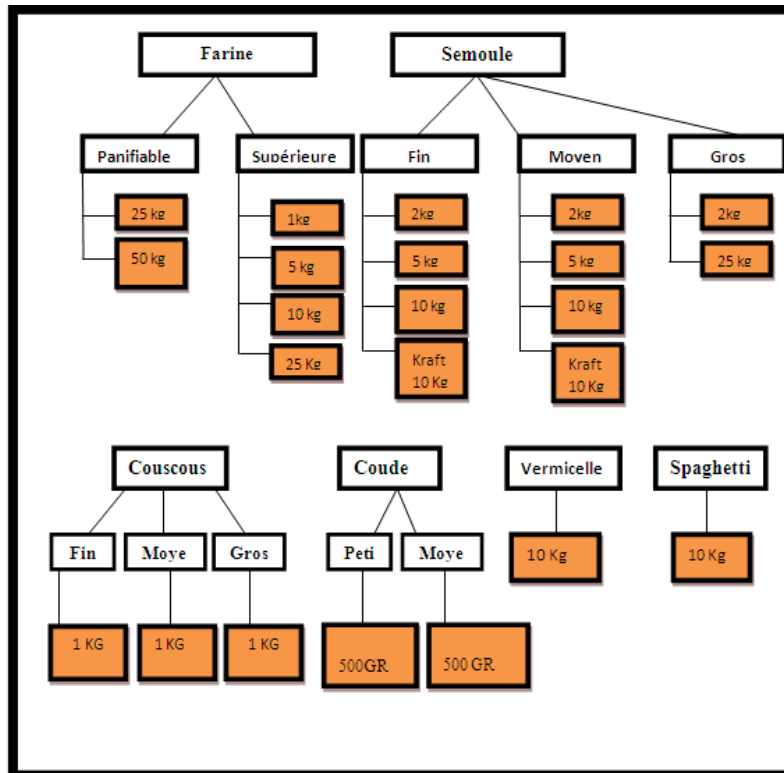 Farine
Semoule
Panifiable
Supérieure
Fin
Moyen
Gros
25 kg
50 kg
1kg
5 kg
10 kg
25 Kg
2kg
5 kg
10 kg
Kraft
10 Kg
2kg
5 kg
10 kg
Kraft
10 Kg
2kg
25 kg
Couscous
Coude
Vermicelle
Spaghetti
Fin
Moye
Gros
Peti
Moye
1 KG
1 KG
1 KG
500GR
500 GR
10 Kg
10 Kg